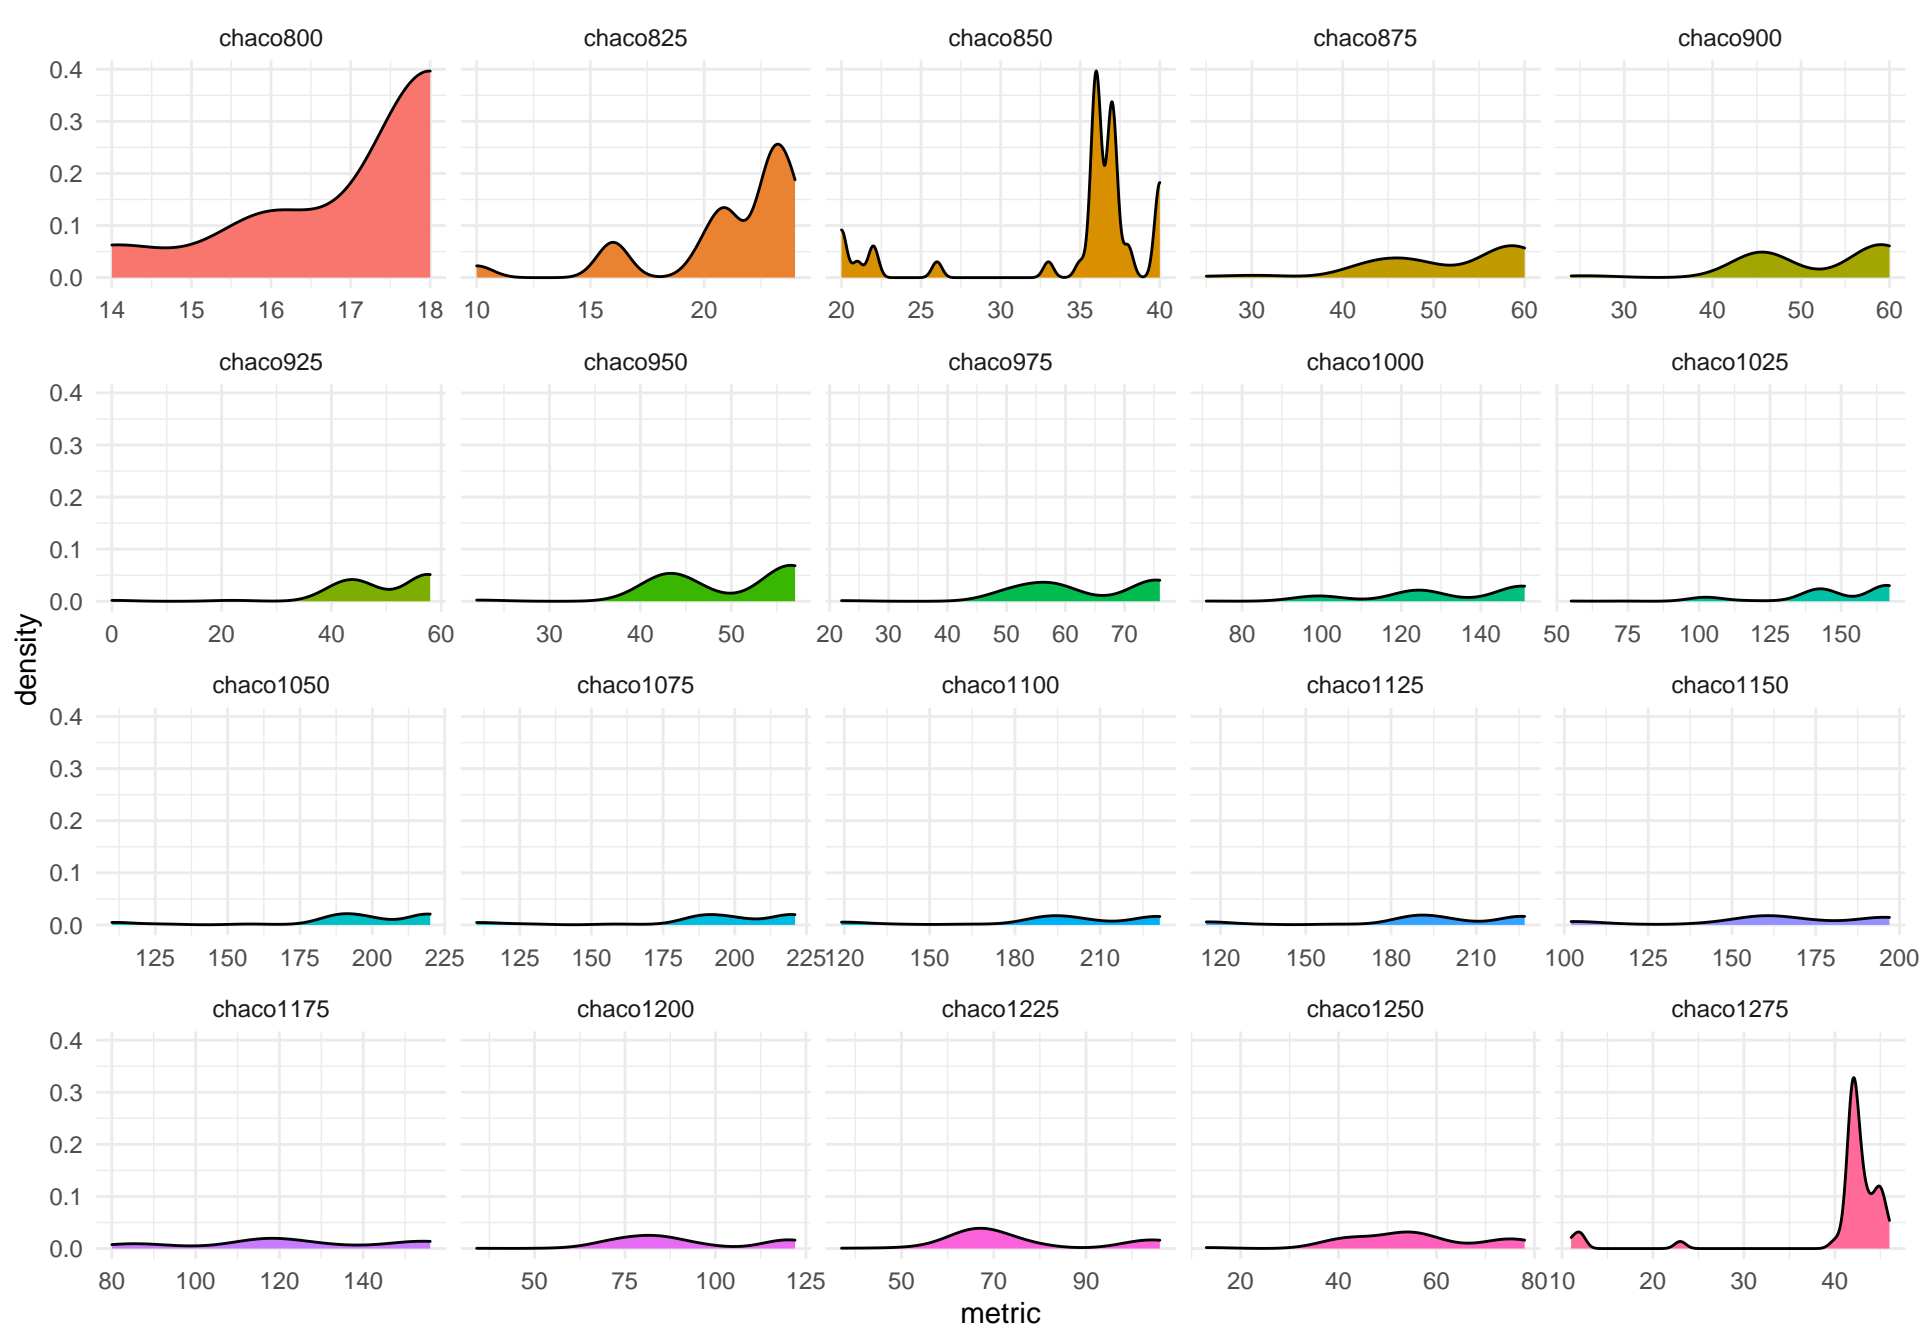 chaco800 chaco825 chaco850 chaco875 chaco900
0.4
0.3
0.2
0.1
0.0
14 15 16 17 18 10 15 20 20 25 30 35 40 30 40 50 60 30 40 50 60
chaco925 chaco950 chaco975 chaco1000 chaco1025
0.4
0.3
0.2
0.1
0.0
0 20 40 60 30 40 50 20 30 40 50 60 70 80 100 120 140 50 75 100 125 150
density
chaco1050 chaco1075 chaco1100 chaco1125 chaco1150
0.4
0.3
0.2
0.1
0.0
125 150 175 200 225 125 150 175 200 225 120 150 180 210 120 150 180 210 100 125 150 175 200
chaco1175 chaco1200 chaco1225 chaco1250 chaco1275
0.4
0.3
0.2
0.1
0.0
80 100 120 140 50 75 100 125 50 70 90 20 40 60 80 10 20 30 40
metric